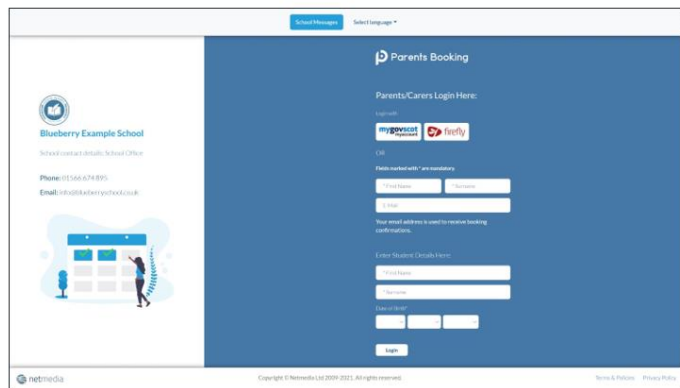 School Messages
Select language
Parents Booking
Parents/Carers Login Here:
Login with
mygovscot
myaccount
firefly
OR
Fields marked with * are mandatory
* First Name
* Surname
E-Mail
Your email address is used to receive booking
confirmations.
Enter Student Details Here:
* First Name
* Surname
Date of Birth*
Login
Blueberry Example School
School contact details: School Office
Phone: 01566 674 895
Email: info@blueberryschool.co.uk
netmedia
Copyright © Netmedia Ltd 2009-2021. All rights reserved.
Terms & Policies
Privacy Policy